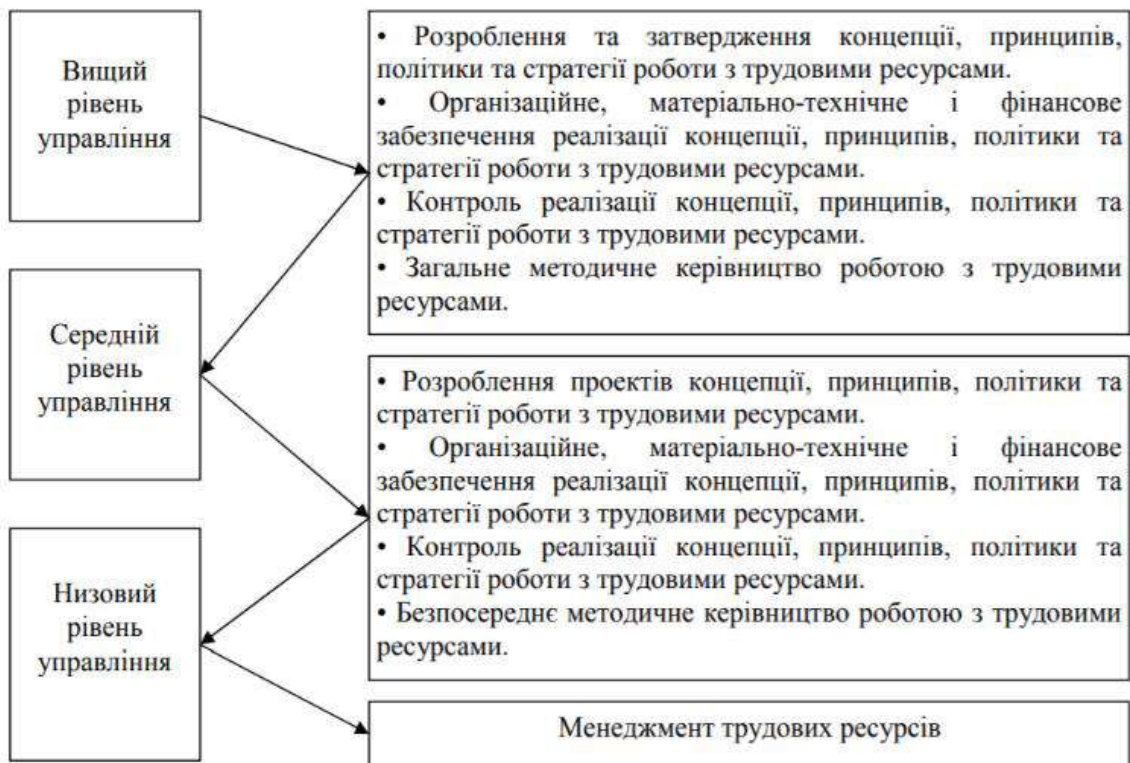 Вищий
рівень
управління
• Розроблення та затвердження концепції, принципів,
політики та стратегії роботи з трудовими ресурсами.
• Організаційне, матеріально-технічне і фінансове
забезпечення реалізації концепції, принципів, політики та
стратегії роботи з трудовими ресурсами.
• Контроль реалізації концепції, принципів, політики та
стратегії роботи з трудовими ресурсами.
• Загальне методичне керівництво роботою з трудовими
ресурсами.
Середній
рівень
управління
• Розроблення проектів концепції, принципів, політики та
стратегії роботи з трудовими ресурсами.
• Організаційне, матеріально-технічне і фінансове
забезпечення реалізації концепції, принципів, політики та
стратегії роботи з трудовими ресурсами.
• Контроль реалізації концепції, принципів, політики та
стратегії роботи з трудовими ресурсами.
• Безпосереднє методичне керівництво роботою з трудовими
ресурсами.
Низовий
рівень
управління
Менеджмент трудових ресурсів